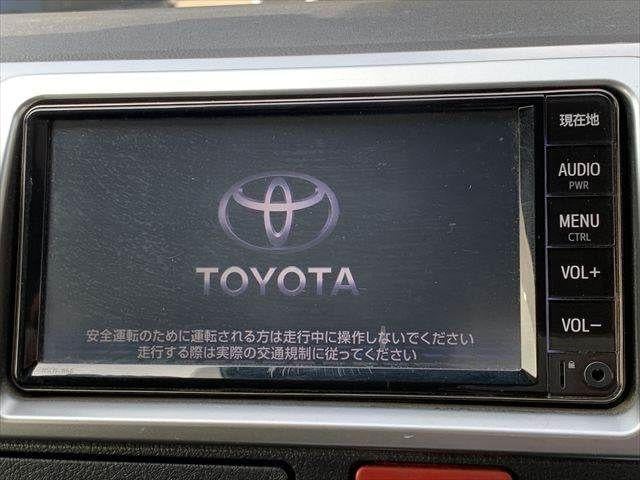 現在地
AUDIO
PWR
MENU
CTRL
VOL+
VOL−
TOYOTA
安全運転のために運転される方は走行中に操作しないでください
走行する際は実際の交通規制に従ってください